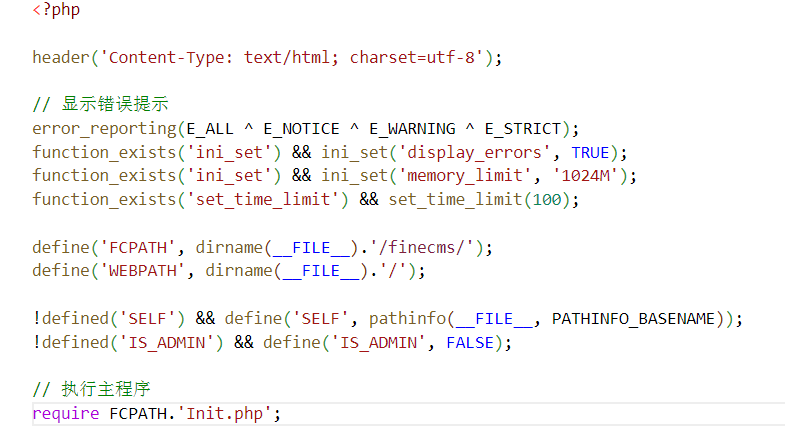 <?php
header('Content-Type: text/html; charset=utf-8');
// 显示错误提示
error_reporting(E_ALL ^ E_NOTICE ^ E_WARNING ^ E_STRICT);
function_exists('ini_set') && ini_set('display_errors', TRUE);
function_exists('ini_set') && ini_set('memory_limit', '1024M');
function_exists('set_time_limit') && set_time_limit(100);
define('FCPATH', dirname(__FILE__).'/finecms/');
define('WEBPATH', dirname(__FILE__).'/');
!defined('SELF') && define('SELF', pathinfo(__FILE__, PATHINFO_BASENAME));
!defined('IS_ADMIN') && define('IS_ADMIN', FALSE);
// 执行主程序
require FCPATH.'Init.php';